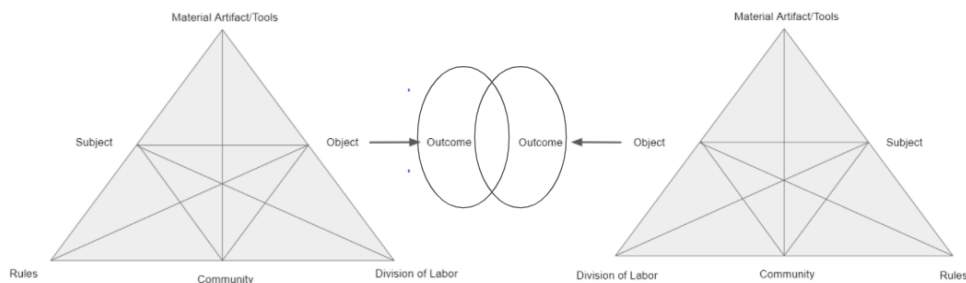 Material Artifact/Tools
Material Artifact/Tools
Subject
Object
Outcome
Outcome
Object
Subject
Rules
Community
Division of Labor
Division of Labor
Community
Rules